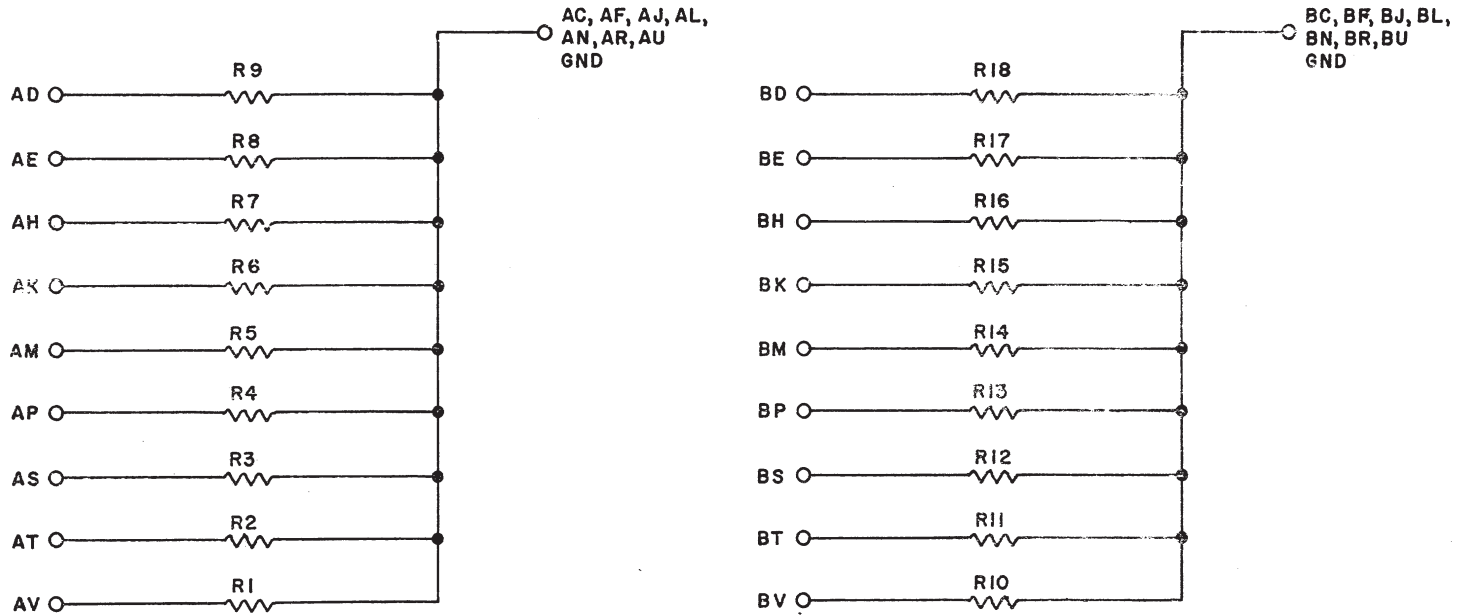 AC, AF, AJ, AL,
AN, AR, AU
GND
R9
AD
R8
AE
R7
AH
R6
AK
R5
AM
R4
AP
R3
AS
R2
AT
R1
AV
BC, BF, BJ, BL,
BN, BR, BU
GND
R18
BD
R17
BE
R16
BH
R15
BK
R14
BM
R13
BP
R12
BS
R11
BT
R10
BV